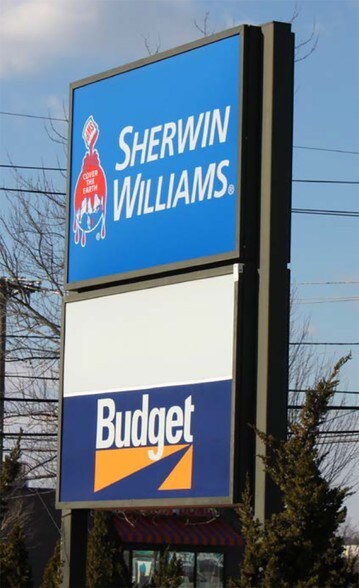 SHERWIN
WILLIAMS®
COVER
THE
EARTH
Budget